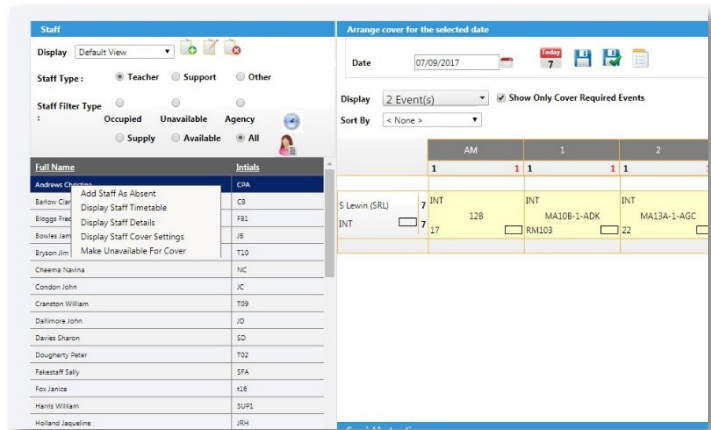 Staff
Display Default View
Staff Type : Teacher Support Other
Staff Filter Type :
Occupied Unavailable Agency
Supply Available All
Full Name Intials
Andrews Christine CPA
Barlow Clar CB
Bloggs Fred FB1
Bowles Jam JB
Bryson Jim T10
Add Staff As Absent
Display Staff Timetable
Display Staff Details
Display Staff Cover Settings
Make Unavailable For Cover
Cheema Navina NC
Condon John JC
Cranston William T09
Dallimore John JD
Davies Sharon SD
Dougherty Peter T02
Fakestaff Sally SFA
Fox Janice t16
Harris William SUP1
Holland Jaqueline JRH
Arrange cover for the selected date
Date 07/09/2017 Today 7
Display 2 Event(s) Show Only Cover Required Events
Sort By < None >
AM 1 2
1 1 1 1 1
S Lewin (SRL) 7 INT INT INT
12B MA10B-1-ADK MA13A-1-AGC
INT 7 17 RM103 22